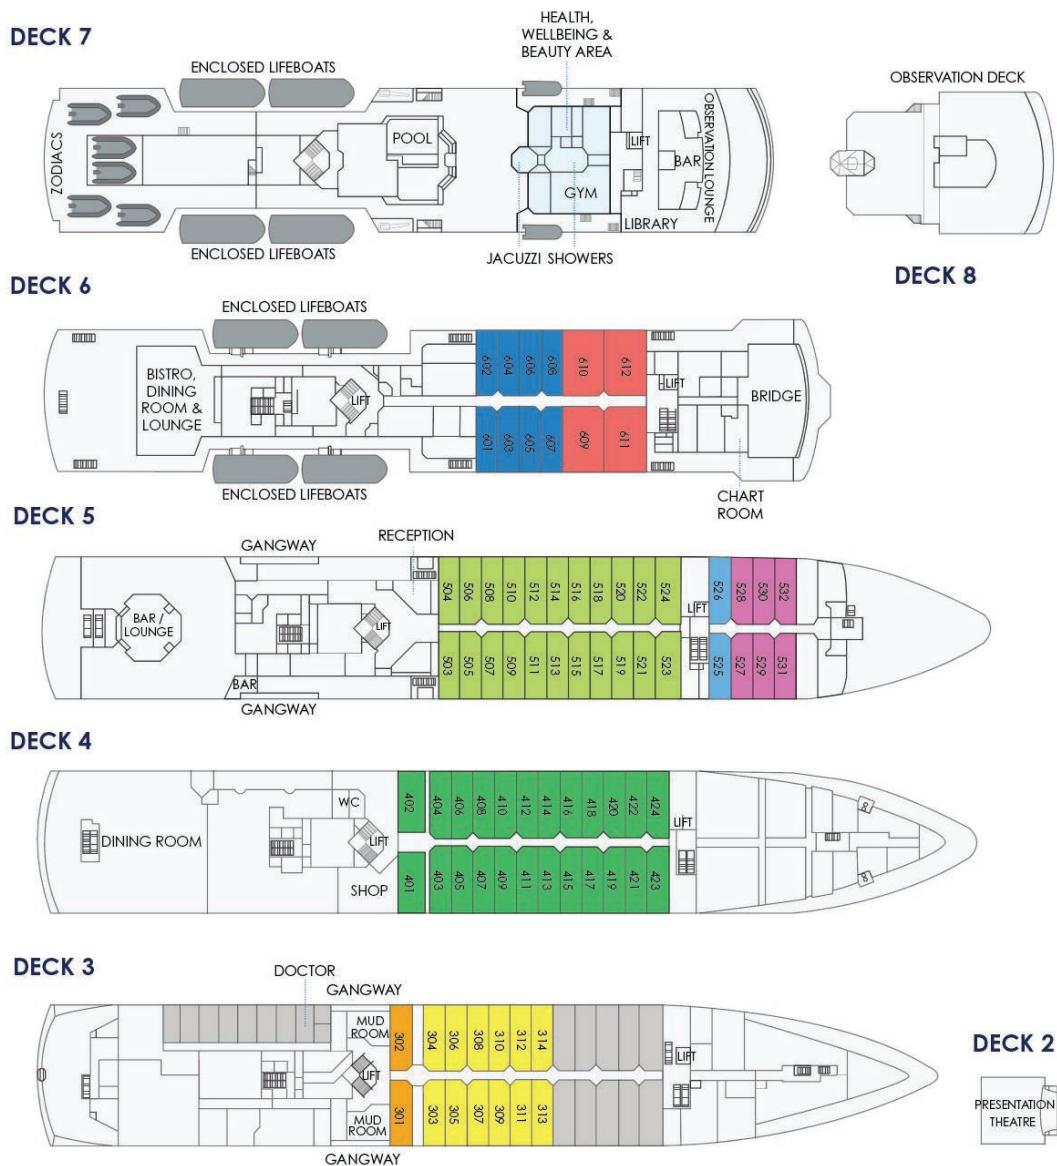 DECK 7
HEALTH,
WELLBEING &
BEAUTY AREA
ENCLOSED LIFEBOATS
OBSERVATION DECK
ZODIACS
POOL
LIFT
BAR
OBSERVATION LOUNGE
GYM
LIBRARY
ENCLOSED LIFEBOATS
JACUZZI SHOWERS
DECK 8
DECK 6
ENCLOSED LIFEBOATS
602 604 606 608 610 612
BISTRO,
DINING
ROOM &
LOUNGE
LIFT
LIFT
BRIDGE
601 603 605 607 609 611
ENCLOSED LIFEBOATS
CHART
ROOM
DECK 5
RECEPTION
GANGWAY
504 506 508 510 512 514 516 518 520 522 524 526 528 530 532
BAR /
LOUNGE
LIFT
LIFT
503 505 507 509 511 513 515 517 519 521 523 525 527 529 531
BAR
GANGWAY
DECK 4
402 404 406 408 410 412 414 416 418 420 422 424
WC
LIFT
DINING ROOM
LIFT
SHOP
401 403 405 407 409 411 413 415 417 419 421 423
DECK 3
DOCTOR
GANGWAY
MUD
ROOM
302 304 306 308 310 312 314
LIFT
LIFT
301 303 305 307 309 311 313
MUD
ROOM
GANGWAY
DECK 2
PRESENTATION
THEATRE